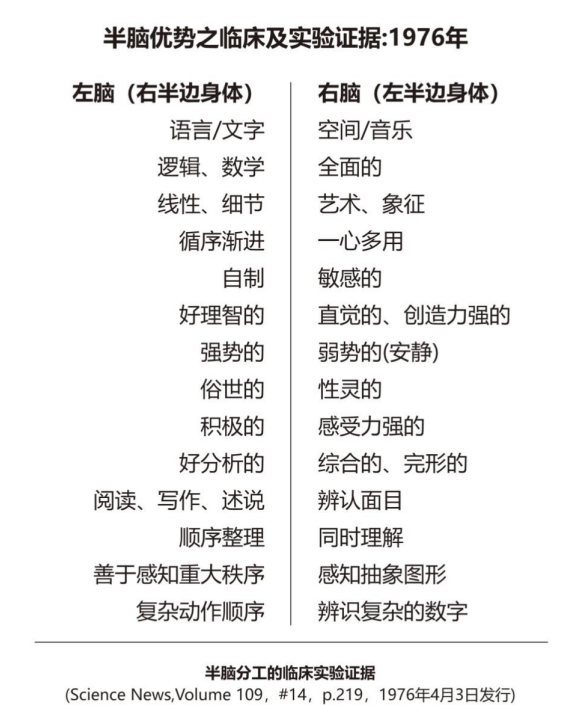 半脑优势之临床及实验证据:1976年
左脑（右半边身体） 右脑（左半边身体）
语言/文字 空间/音乐
逻辑、数学 全面的
线性、细节 艺术、象征
循序渐进 一心多用
自制 敏感的
好理智的 直觉的、创造力强的
强势的 弱势的(安静)
俗世的 性灵的
积极的 感受力强的
好分析的 综合的、完形的
阅读、写作、述说 辨认面目
顺序整理 同时理解
善于感知重大秩序 感知抽象图形
复杂动作顺序 辨识复杂的数字
半脑分工的临床实验证据
(Science News,Volume 109，#14，p.219，1976年4月3日发行)